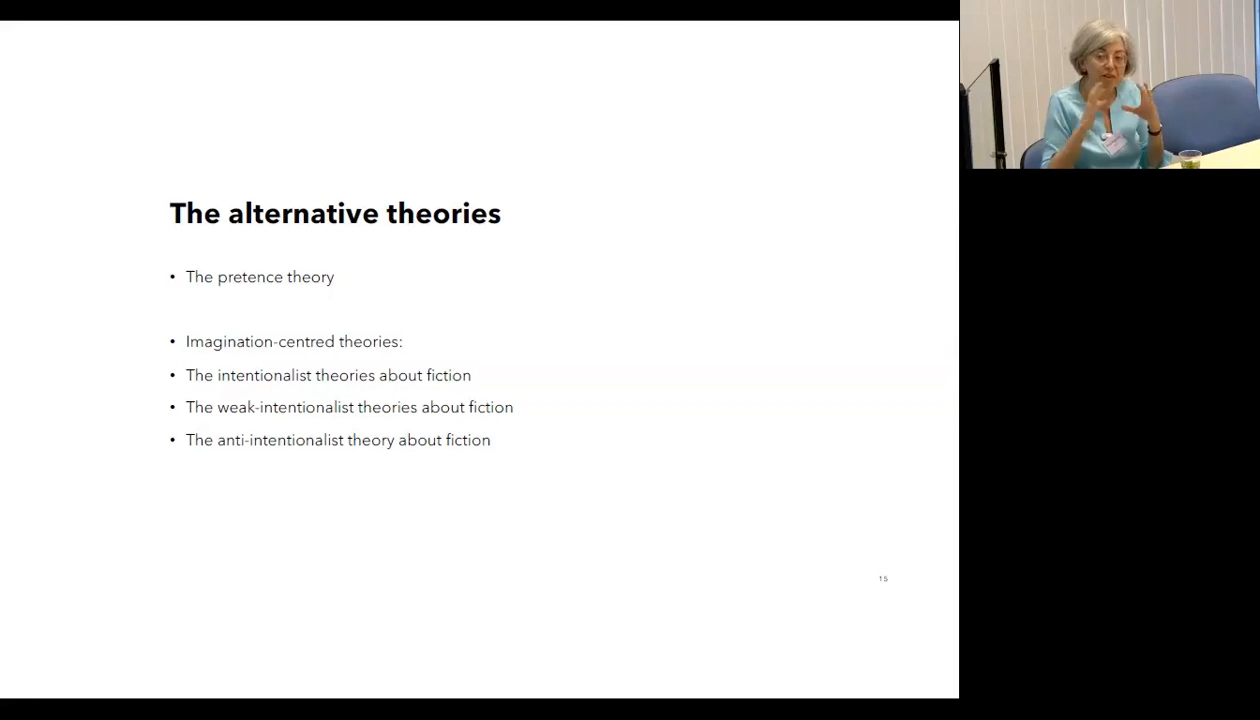 The alternative theories
• The pretence theory
• Imagination-centred theories:
• The intentionalist theories about fiction
• The weak-intentionalist theories about fiction
• The anti-intentionalist theory about fiction
15